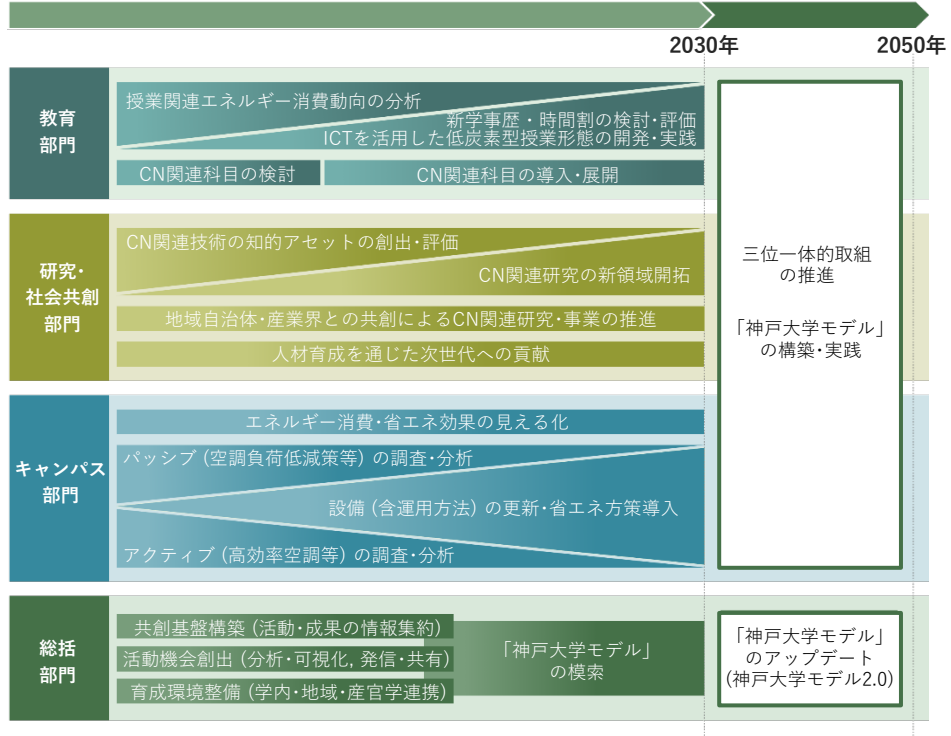 2030年
2050年
教育
部門
授業関連エネルギー消費動向の分析
新学事歴・時間割の検討・評価
ICTを活用した低炭素型授業形態の開発・実践
CN関連科目の検討
CN関連科目の導入・展開
研究・
社会共創
部門
CN関連技術の知的アセットの創出・評価
CN関連研究の新領域開拓
地域自治体・産業界との共創によるCN関連研究・事業の推進
人材育成を通じた次世代への貢献
キャンパス
部門
エネルギー消費・省エネ効果の見える化
パッシブ (空調負荷低減策等) の調査・分析
設備 (含運用方法) の更新・省エネ方策導入
アクティブ (高効率空調等) の調査・分析
三位一体的取組
の推進
「神戸大学モデル」
の構築・実践
総括
部門
共創基盤構築 (活動・成果の情報集約)
活動機会創出 (分析・可視化, 発信・共有)
育成環境整備 (学内・地域・産官学連携)
「神戸大学モデル」
の模索
「神戸大学モデル」
のアップデート
(神戸大学モデル2.0)